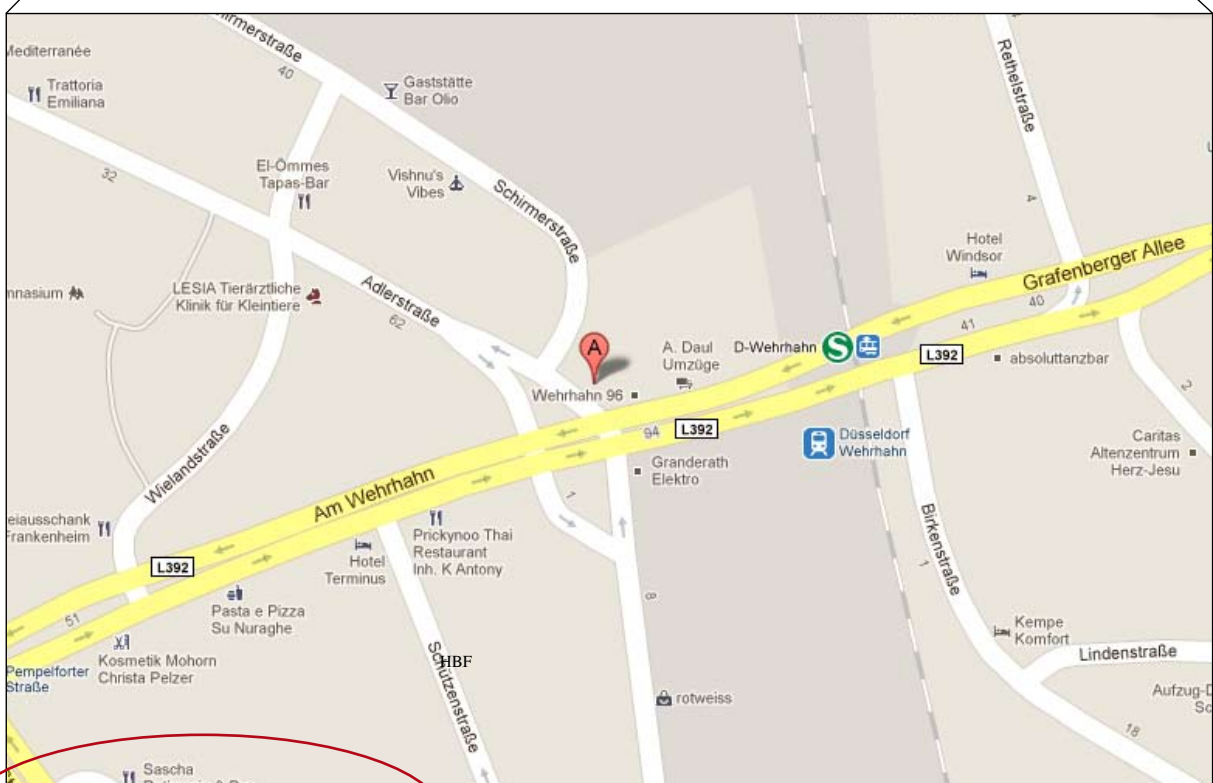 Schirmerstraße
40
Mediterranée
Trattoria
Emiliana
Gaststätte
Bar Olio
Rethelstraße
32
El-Ömmes
Tapas-Bar
Vishnu's
Vibes
Schirmerstraße
4
Hotel
Windsor
Grafenberger Allee
LESIA Tierärztliche
Klinik für Kleintiere
Adlerstraße
62
40
41
A
A. Daul
Umzüge
D-Wehrhahn
S
L392
absoluttanzbar
2
Wehrhahn 96
94
L392
Düsseldorf
Wehrhahn
Caritas
Altenzentrum
Herz-Jesu
Granderath
Elektro
Wielandstraße
Am Wehrhahn
1
Frankenheim
Prickynoo Thai
Restaurant
Inh. K Antony
Hotel
Terminus
Birkenstraße
1
L392
8
Pasta e Pizza
Su Nuraghe
51
Kempe
Komfort
Lindenstraße
Kosmetik Mohorn
Christa Pelzer
Pempelforter
Straße
HBF
Schützenstraße
rotweiss
18
Sascha